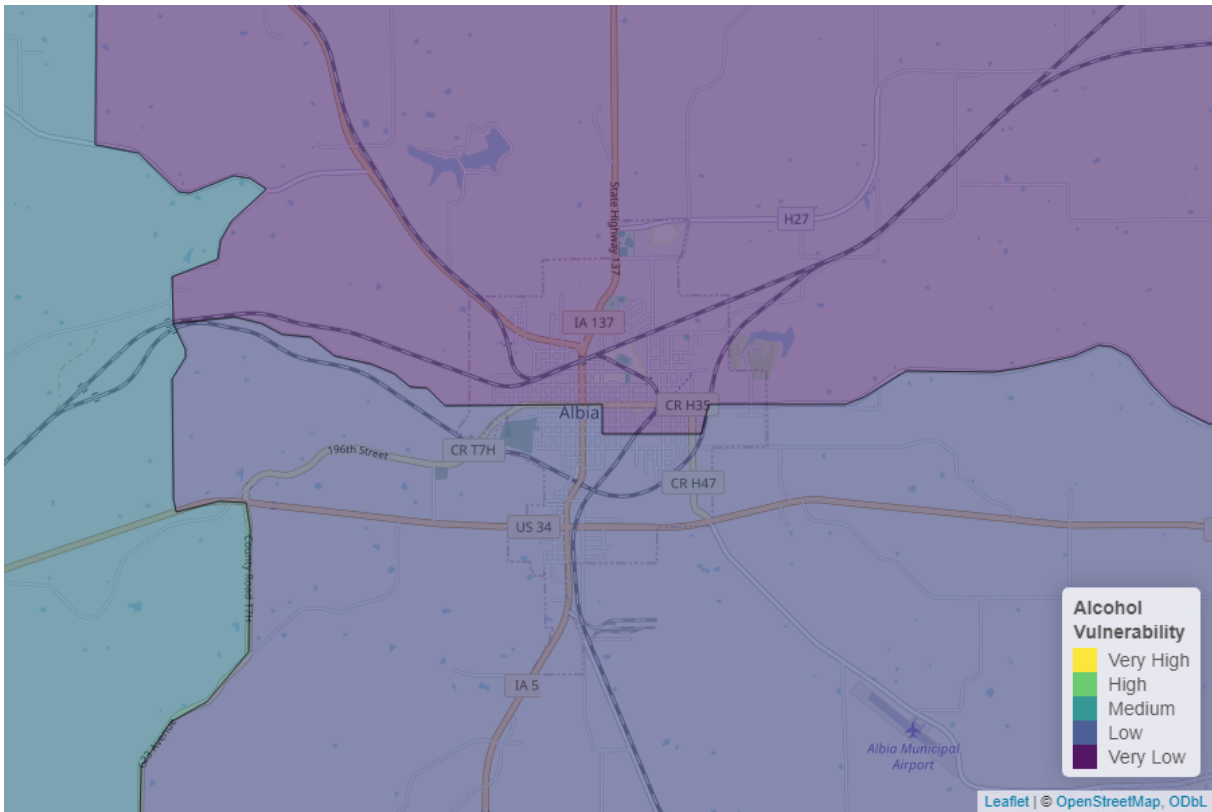 State Highway 137
H27
IA 137
CR H35
Albia
CR T7H
196th Street
CR H47
US 34
County Road T7H
IA 5
Albia Municipal
Airport
Alcohol
Vulnerability
Very High
High
Medium
Low
Very Low
Leaflet | © OpenStreetMap, ODbL